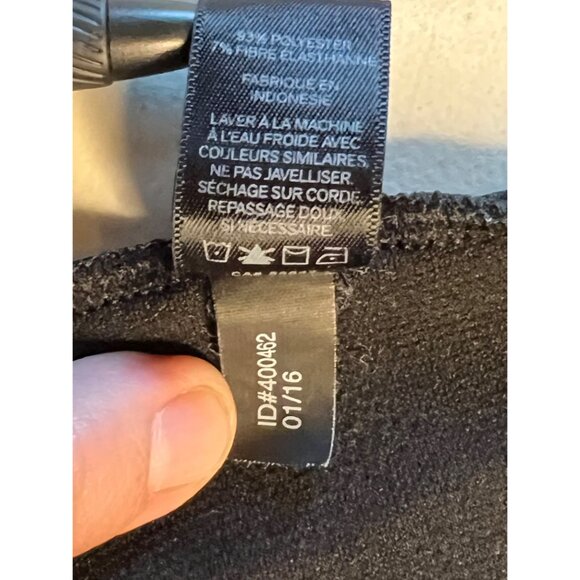 93% POLYESTER
7% FIBRE ÉLASTHANNE
FABRIQUÉ EN
INDONÉSIE
LAVER À LA MACHINE
À L'EAU FROIDE AVEC
COULEURS SIMILAIRES.
NE PAS JAVELLISER.
SÉCHAGE SUR CORDE.
REPASSAGE DOUX
SI NÉCESSAIRE.
ID#400462
01/16